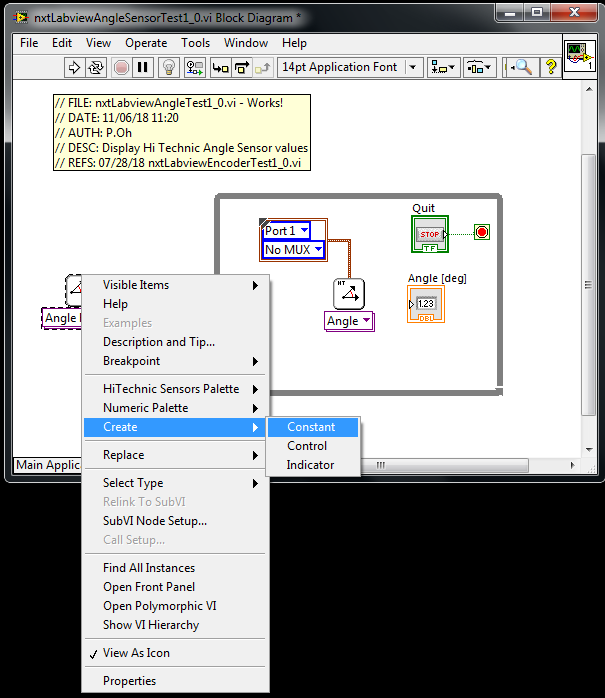 nxtLabviewAngleSensorTest1_0.vi Block Diagram *
File Edit View Operate Tools Window Help
14pt Application Font
1
// FILE: nxtLabviewAngleTest1_0.vi - Works!
// DATE: 11/06/18 11:20
// AUTH: P.Oh
// DESC: Display Hi Technic Angle Sensor values
// REFS: 07/28/18 nxtLabviewEncoderTest1_0.vi
Quit
Port 1
STOP
TF
No MUX
Angle [deg]
HT
1.23
DBL
Angle
Angle
Visible Items
Help
Examples
Description and Tip...
Breakpoint
HiTechnic Sensors Palette
Numeric Palette
Create
Constant
Control
Indicator
Replace
Main Applic
Select Type
Relink To SubVI
SubVI Node Setup...
Call Setup...
Find All Instances
Open Front Panel
Open Polymorphic VI
Show VI Hierarchy
View As Icon
Properties